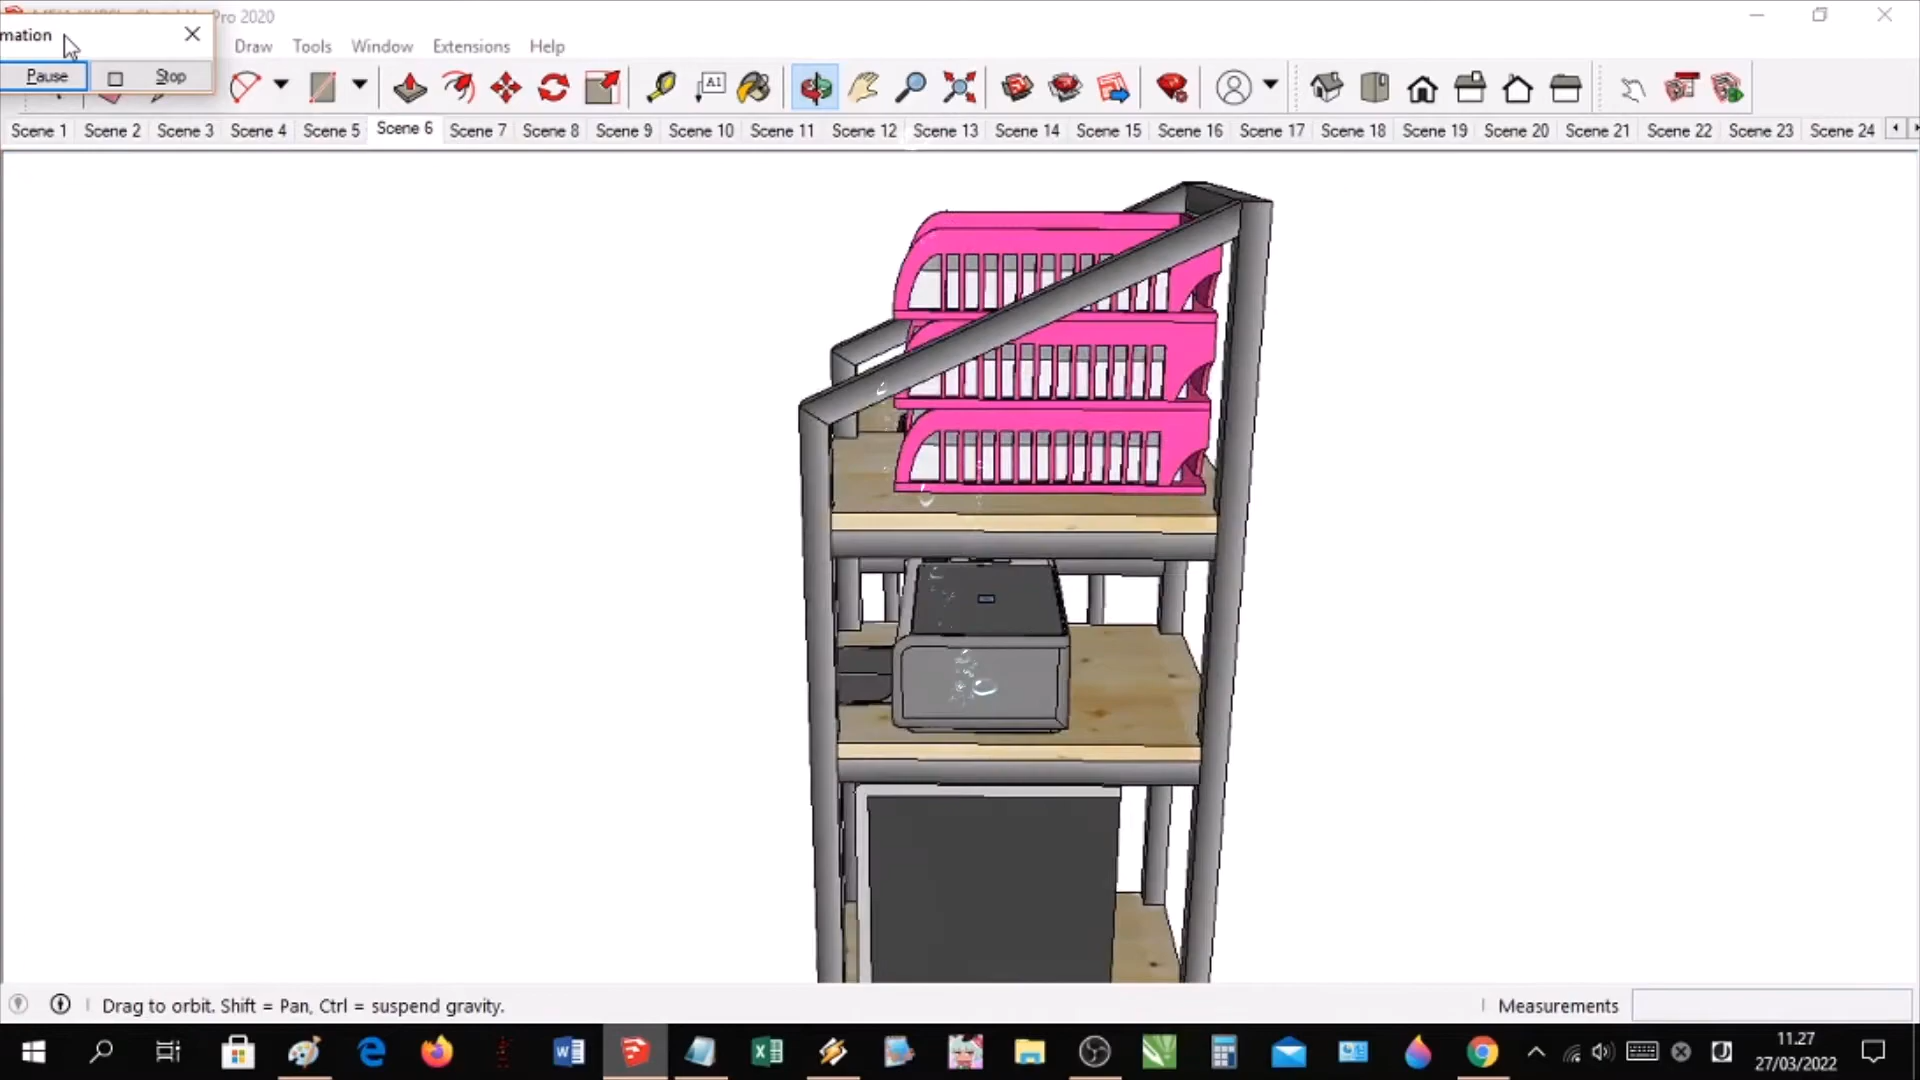 Pro 2020
mation
Draw Tools Window Extensions Help
Pause Stop
A1
Scene 1 Scene 2 Scene 3 Scene 4 Scene 5 Scene 6 Scene 7 Scene 8 Scene 9 Scene 10 Scene 11 Scene 12 Scene 13 Scene 14 Scene 15 Scene 16 Scene 17 Scene 18 Scene 19 Scene 20 Scene 21 Scene 22 Scene 23 Scene 24
Drag to orbit. Shift = Pan, Ctrl = suspend gravity.
Measurements
11.27
27/03/2022